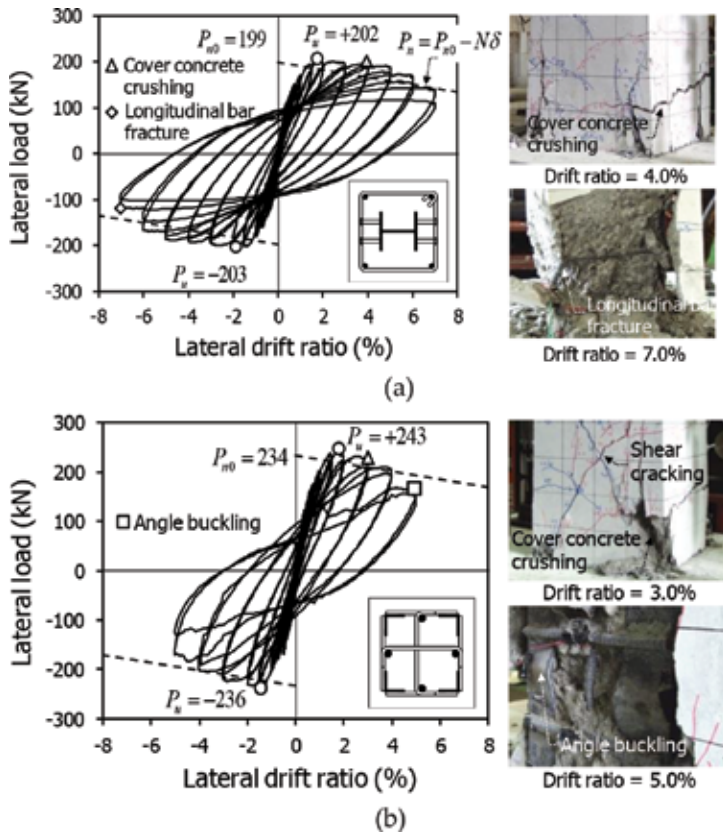 (a)
300
200
100
0
-100
-200
-300
Lateral load (kN)
P_n0 = 199
P_u = +202
P_n = P_n0 − Nδ
△ Cover concrete
crushing
◇ Longitudinal bar
fracture
P_u = −203
-8 -6 -4 -2 0 2 4 6 8
Lateral drift ratio (%)
Cover concrete
crushing
Drift ratio = 4.0%
Longitudinal bar
fracture
Drift ratio = 7.0%
(a)
300
200
100
0
-100
-200
-300
Lateral load (kN)
P_n0 = 234
P_u = +243
□ Angle buckling
P_u = −236
-8 -6 -4 -2 0 2 4 6 8
Lateral drift ratio (%)
Shear
cracking
Cover concrete
crushing
Drift ratio = 3.0%
Angle buckling
Drift ratio = 5.0%
(b)